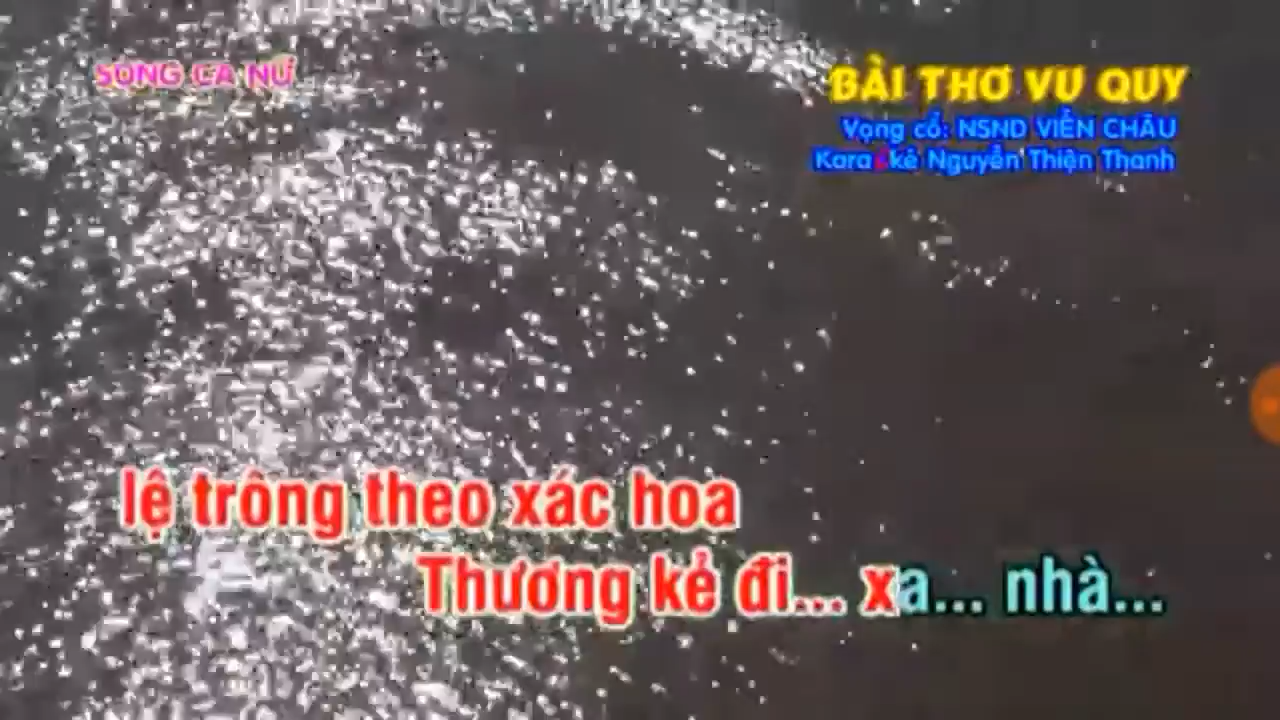 SONG CA NỮ
BÀI THƠ VU QUY
Vọng cổ: NSND VIỄN CHÂU
Karaôkê Nguyễn Thiện Thanh
lệ trông theo xác hoa
Thương kẻ đi... xa... nhà...